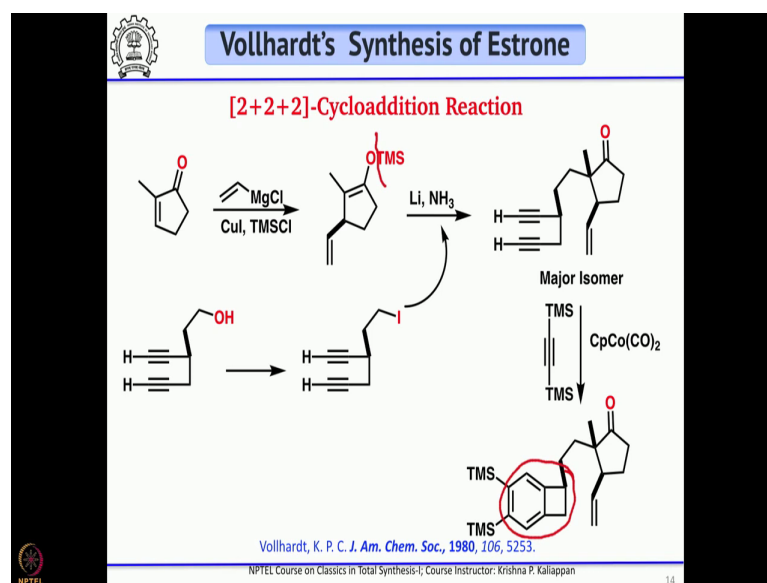 Vollhardt's Synthesis of Estrone
[2+2+2]-Cycloaddition Reaction
O
MgCl
CuI, TMSCl
OTMS
Li, NH3
O
H
H
Major Isomer
OH
H
H
I
H
H
TMS
TMS
CpCo(CO)2
O
TMS
TMS
Vollhardt, K. P. C. J. Am. Chem. Soc., 1980, 106, 5253.
NPTEL Course on Classics in Total Synthesis-I; Course Instructor: Krishna P. Kaliappan
14
NPTEL